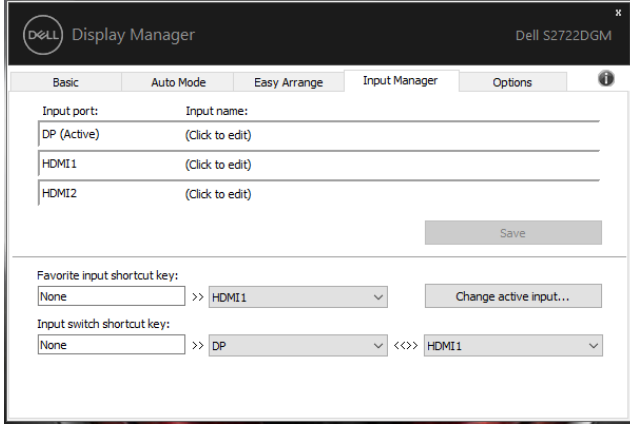 x
DELL Display Manager Dell S2722DGM
Basic Auto Mode Easy Arrange Input Manager Options i
Input port: Input name:
DP (Active) (Click to edit)
HDMI1 (Click to edit)
HDMI2 (Click to edit)
Save
Favorite input shortcut key:
None >> HDMI1 Change active input...
Input switch shortcut key:
None >> DP <<>> HDMI1